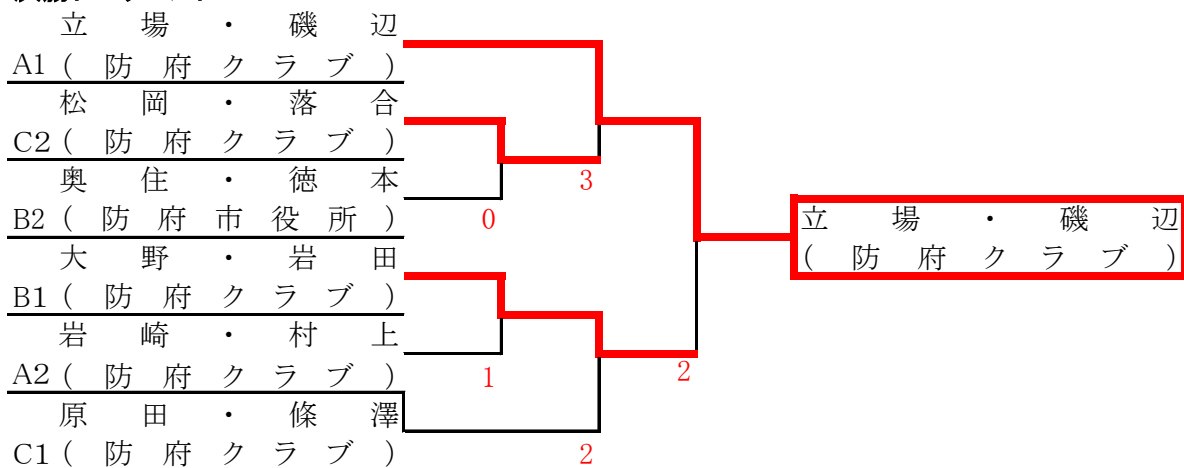 立場・磯辺
A1(防府クラブ)
松岡・落合
C2(防府クラブ)
3
奥住・徳本
B2(防府市役所)
0
立場・磯辺
(防府クラブ)
大野・岩田
B1(防府クラブ)
岩崎・村上
A2(防府クラブ)
1
2
原田・條澤
C1(防府クラブ)
2